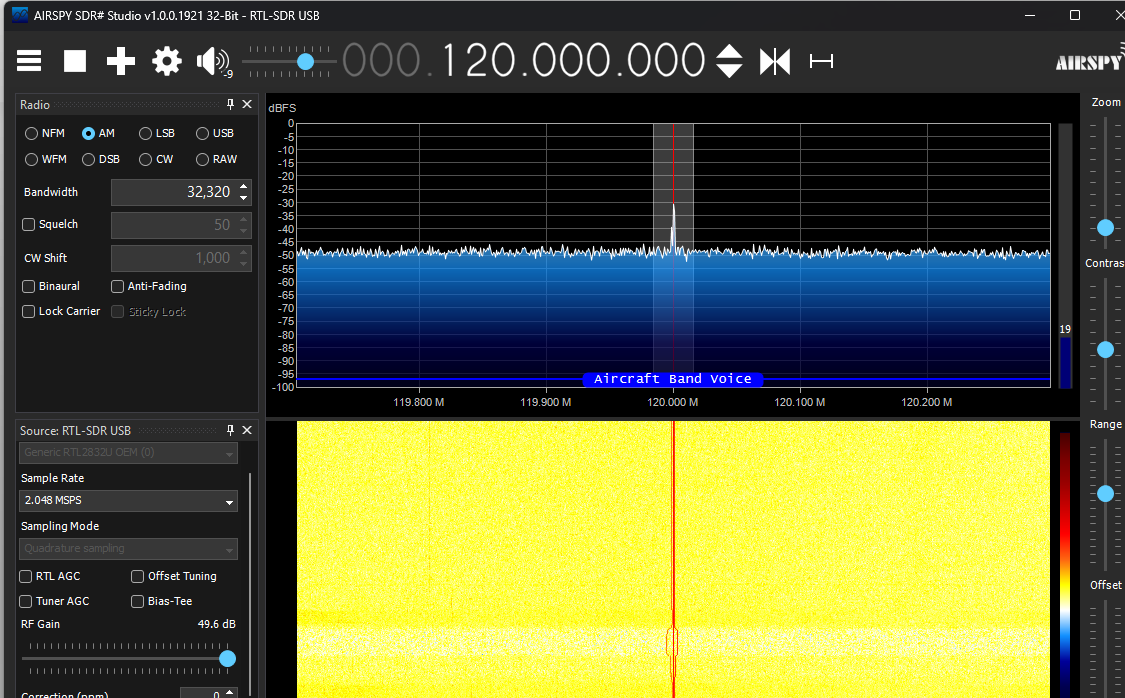 AIRSPY SDR# Studio v1.0.0.1921 32-Bit - RTL-SDR USB
-9
000.120.000.000
AIRSPY
Radio
NFM AM LSB USB
WFM DSB CW RAW
Bandwidth 32,320
Squelch 50
CW Shift 1,000
Binaural Anti-Fading
Lock Carrier Sticky Lock
Source: RTL-SDR USB
Generic RTL2832U OEM (0)
Sample Rate
2.048 MSPS
Sampling Mode
Quadrature sampling
RTL AGC Offset Tuning
Tuner AGC Bias-Tee
RF Gain 49.6 dB
Correction (ppm) 0
dBFS
0
-5
-10
-15
-20
-25
-30
-35
-40
-45
-50
-55
-60
-65
-70
-75
-80
-85
-90
-95
-100
Aircraft Band Voice
119.800 M 119.900 M 120.000 M 120.100 M 120.200 M
19
Zoom
Contras
Range
Offset